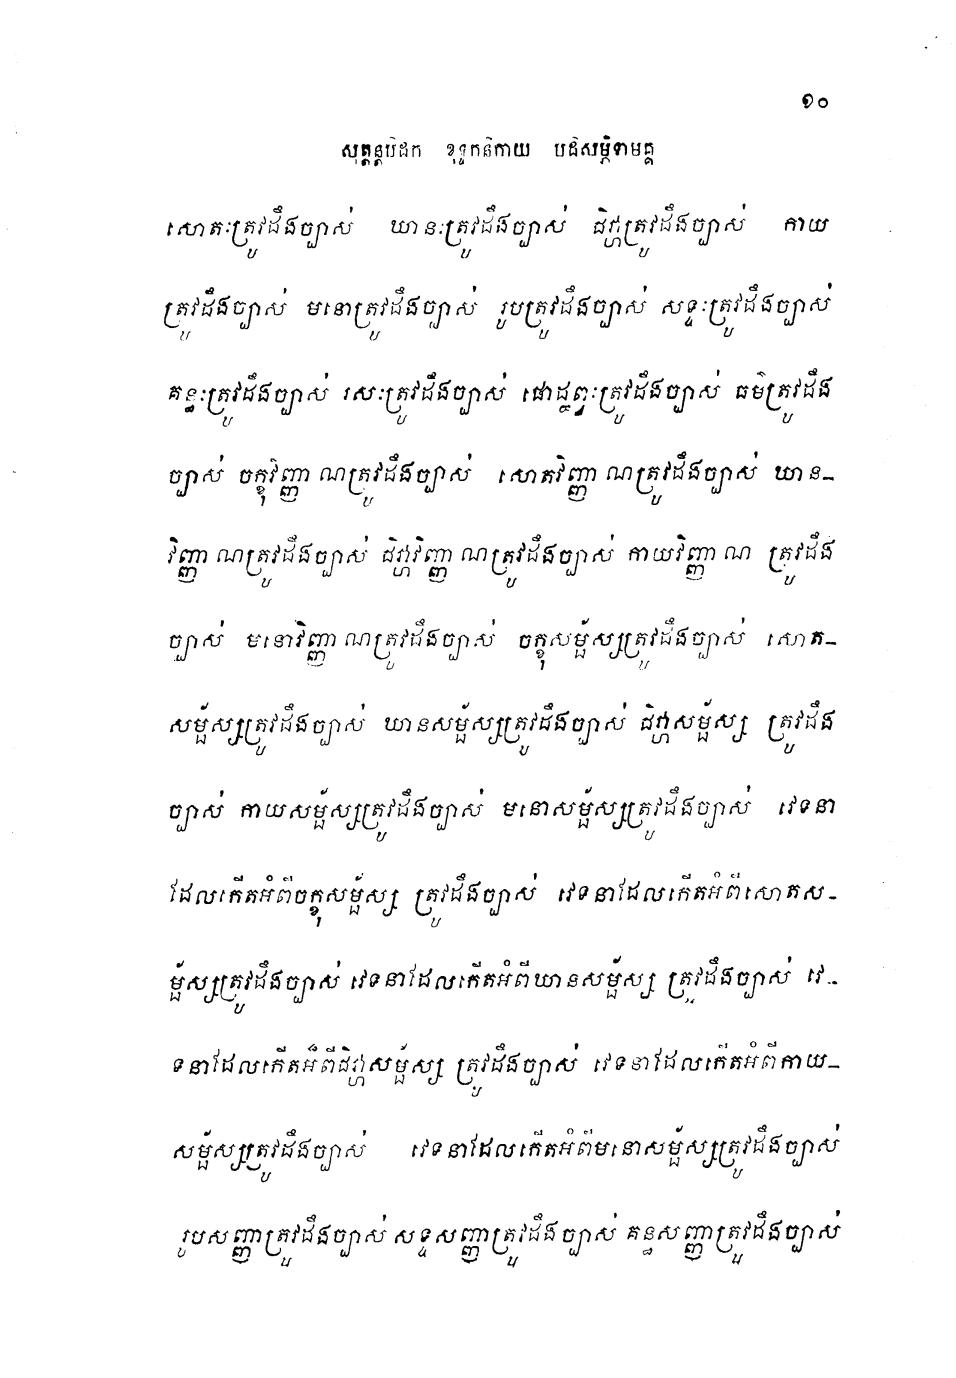 ១០
សុត្តន្តបិដក ខុទ្ទកនិកាយ បដិសម្ភិទាមគ្គ
សោតៈត្រូវដឹងច្បាស់ ឃានៈត្រូវដឹងច្បាស់ ជិវ្ហាត្រូវដឹងច្បាស់ កាយ
ត្រូវដឹងច្បាស់ មនោត្រូវដឹងច្បាស់ រូបត្រូវដឹងច្បាស់ សទ្ទៈត្រូវដឹងច្បាស់
គន្ធៈត្រូវដឹងច្បាស់ រសៈត្រូវដឹងច្បាស់ ផោដ្ឋព្វៈត្រូវដឹងច្បាស់ ធម៌ត្រូវដឹង
ច្បាស់ ចក្ខុវិញ្ញាណត្រូវដឹងច្បាស់ សោតវិញ្ញាណត្រូវដឹងច្បាស់ ឃាន-
វិញ្ញាណត្រូវដឹងច្បាស់ ជិវ្ហាវិញ្ញាណត្រូវដឹងច្បាស់ កាយវិញ្ញាណ ត្រូវដឹង
ច្បាស់ មនោវិញ្ញាណត្រូវដឹងច្បាស់ ចក្ខុសម្ផ័ស្សត្រូវដឹងច្បាស់ សោត-
សម្ផ័ស្សត្រូវដឹងច្បាស់ ឃានសម្ផ័ស្សត្រូវដឹងច្បាស់ ជិវ្ហាសម្ផ័ស្ស ត្រូវដឹង
ច្បាស់ កាយសម្ផ័ស្សត្រូវដឹងច្បាស់ មនោសម្ផ័ស្សត្រូវដឹងច្បាស់ វេទនា
ដែលកើតអំពីចក្ខុសម្ផ័ស្ស ត្រូវដឹងច្បាស់ វេទនាដែលកើតអំពីសោតស-
ម្ផ័ស្សត្រូវដឹងច្បាស់ វេទនាដែលកើតអំពីឃានសម្ផ័ស្ស ត្រូវដឹងច្បាស់ វេ-
ទនាដែលកើតអំពីជិវ្ហាសម្ផ័ស្ស ត្រូវដឹងច្បាស់ វេទនាដែលកើតអំពីកាយ-
សម្ផ័ស្សត្រូវដឹងច្បាស់ វេទនាដែលកើតអំពីមនោសម្ផ័ស្សត្រូវដឹងច្បាស់
រូបសញ្ញាត្រូវដឹងច្បាស់ សទ្ទសញ្ញាត្រូវដឹងច្បាស់ គន្ធសញ្ញាត្រូវដឹងច្បាស់